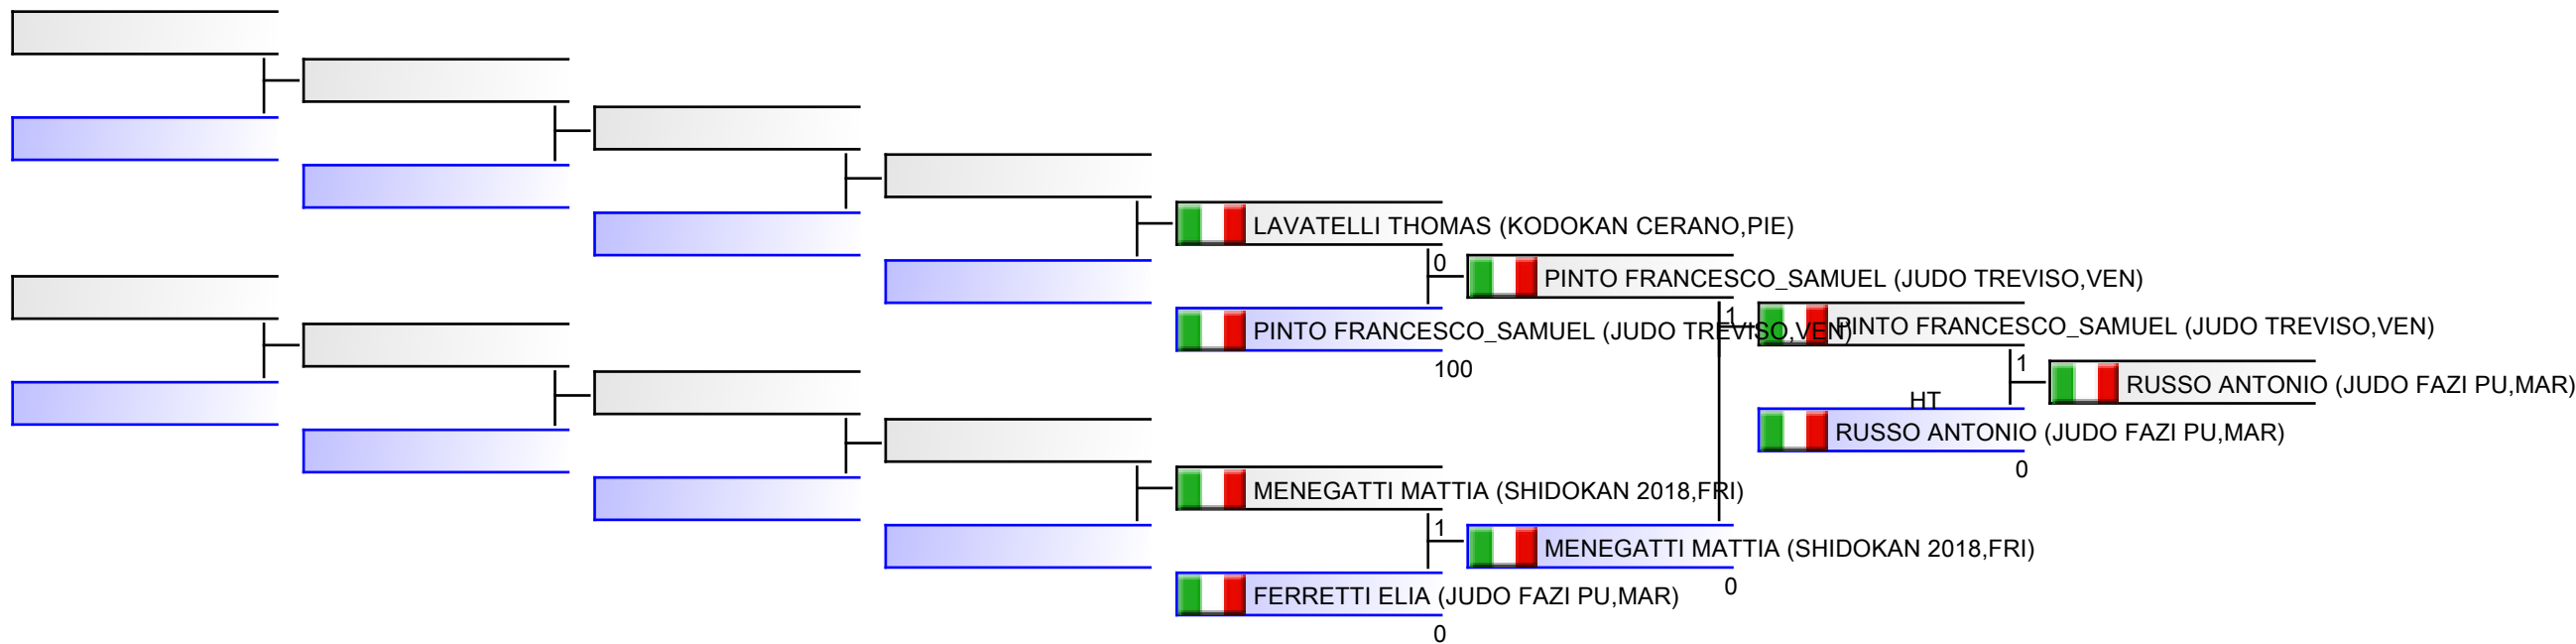 LAVATELLI THOMAS (KODOKAN CERANO,PIE)
0
PINTO FRANCESCO_SAMUEL (JUDO TREVISO,VEN)
PINTO FRANCESCO_SAMUEL (JUDO TREVISO,VEN)
100
1
PINTO FRANCESCO_SAMUEL (JUDO TREVISO,VEN)
1
RUSSO ANTONIO (JUDO FAZI PU,MAR)
HT
RUSSO ANTONIO (JUDO FAZI PU,MAR)
0
MENEGATTI MATTIA (SHIDOKAN 2018,FRI)
1
MENEGATTI MATTIA (SHIDOKAN 2018,FRI)
0
FERRETTI ELIA (JUDO FAZI PU,MAR)
0